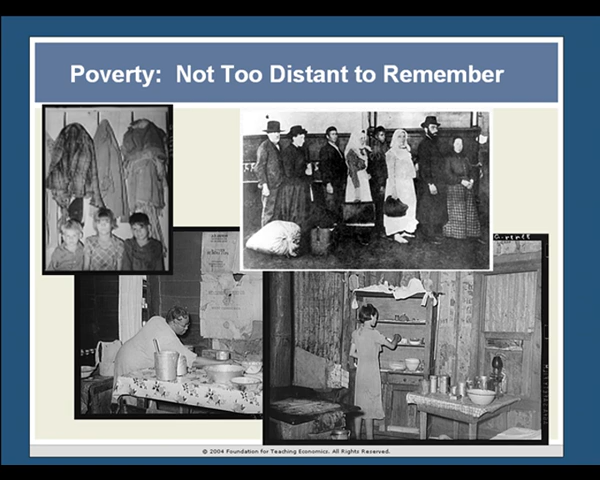 Poverty: Not Too Distant to Remember
© 2004 Foundation for Teaching Economics. All Rights Reserved.